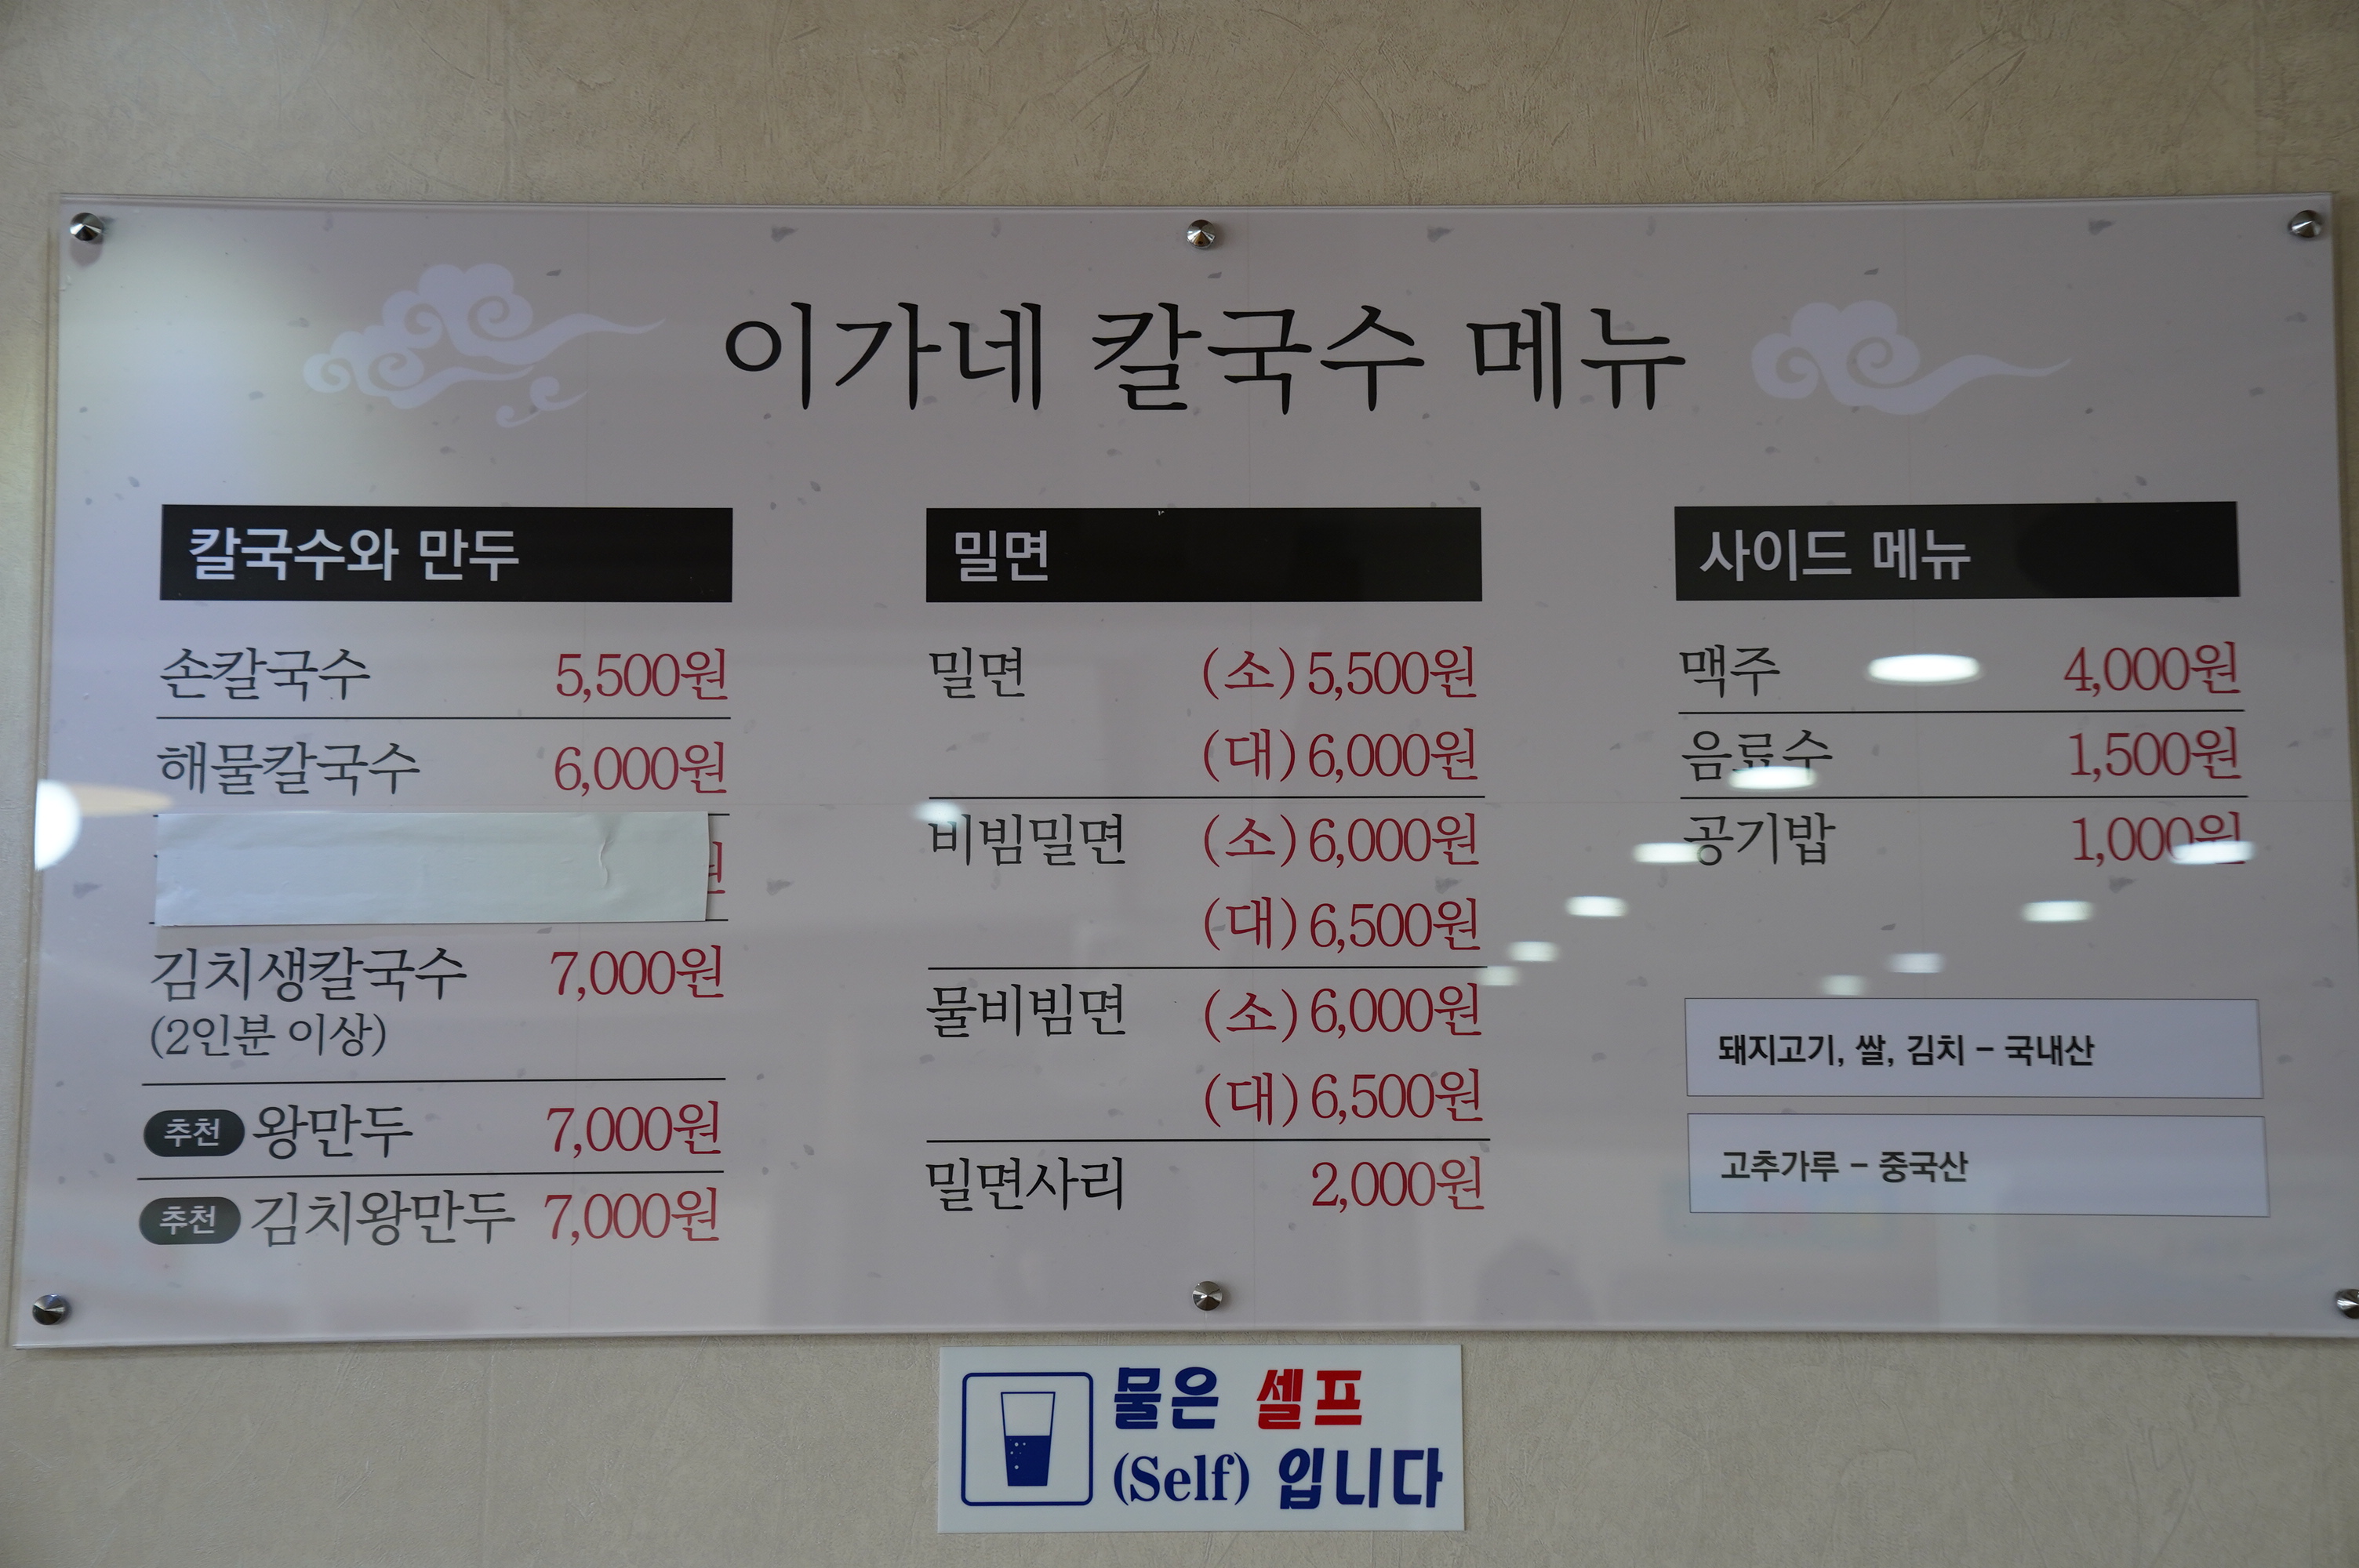 이가네 칼국수 메뉴
칼국수와 만두
손칼국수 5,500원
해물칼국수 6,000원
김치생칼국수 7,000원
(2인분 이상)
추천 왕만두 7,000원
추천 김치왕만두 7,000원
밀면
밀면 (소) 5,500원
(대) 6,000원
비빔밀면 (소) 6,000원
(대) 6,500원
물비빔면 (소) 6,000원
(대) 6,500원
밀면사리 2,000원
사이드 메뉴
맥주 4,000원
음료수 1,500원
공기밥 1,000원
돼지고기, 쌀, 김치 - 국내산
고추가루 - 중국산
물은 셀프
(Self) 입니다